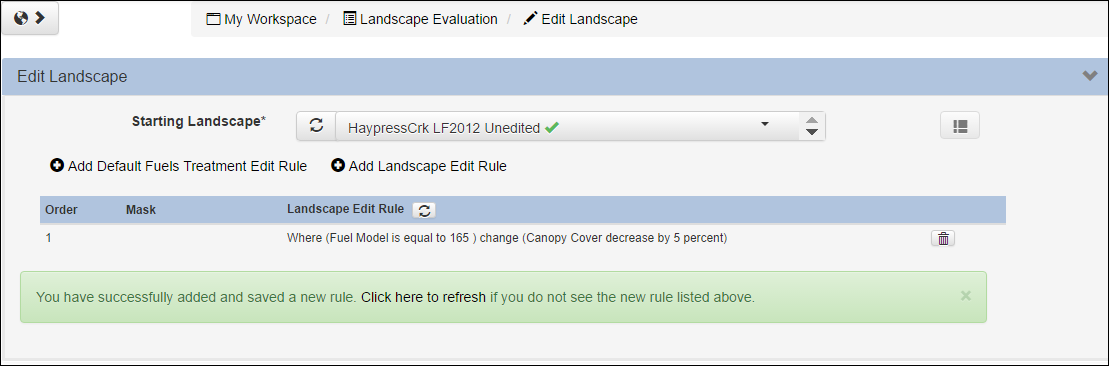 My Workspace / Landscape Evaluation / Edit Landscape
Edit Landscape
Starting Landscape* HaypressCrk LF2012 Unedited
Add Default Fuels Treatment Edit Rule Add Landscape Edit Rule
Order Mask Landscape Edit Rule
1 Where (Fuel Model is equal to 165 ) change (Canopy Cover decrease by 5 percent)
You have successfully added and saved a new rule. Click here to refresh if you do not see the new rule listed above. ×